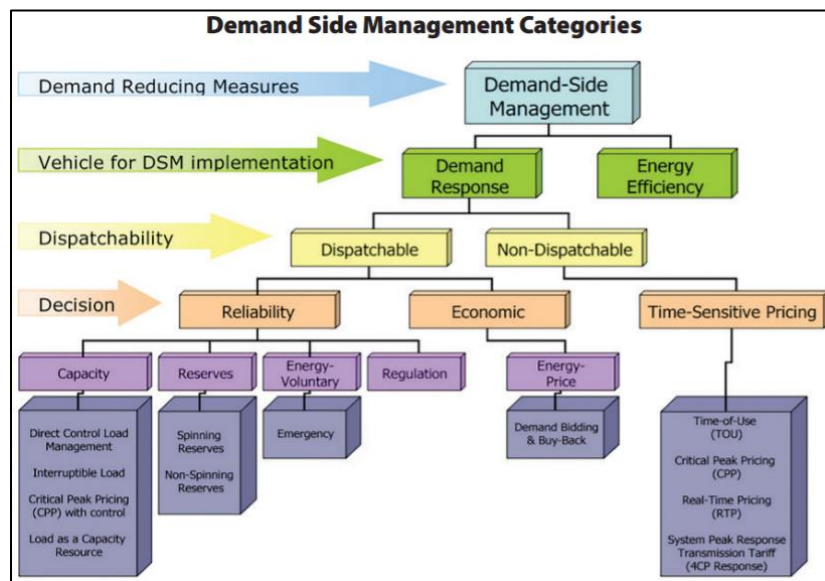 Demand Side Management Categories
Demand Reducing Measures
Demand-Side
Management
Vehicle for DSM implementation
Demand
Response
Energy
Efficiency
Dispatchability
Dispatchable
Non-Dispatchable
Decision
Reliability
Economic
Time-Sensitive Pricing
Capacity
Reserves
Energy-
Voluntary
Regulation
Energy-
Price
Direct Control Load
Management
Interruptible Load
Critical Peak Pricing
(CPP) with control
Load as a Capacity
Resource
Spinning
Reserves
Non-Spinning
Reserves
Emergency
Demand Bidding
& Buy-Back
Time-of-Use
(TOU)
Critical Peak Pricing
(CPP)
Real-Time Pricing
(RTP)
System Peak Response
Transmission Tariff
(4CP Response)